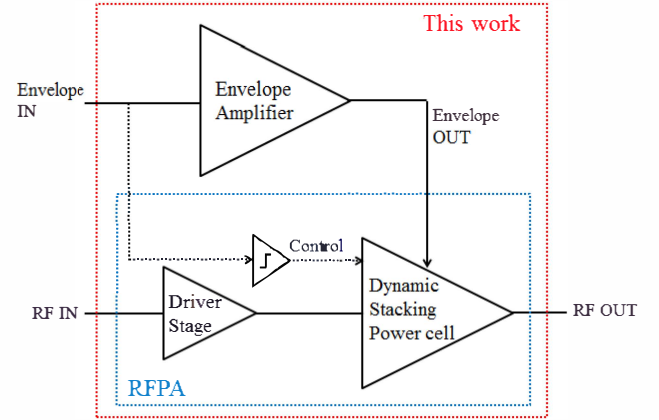 This work
Envelope
IN
Envelope
Amplifier
Envelope
OUT
Control
RF IN
Driver
Stage
Dynamic
Stacking
Power cell
RF OUT
RFPA